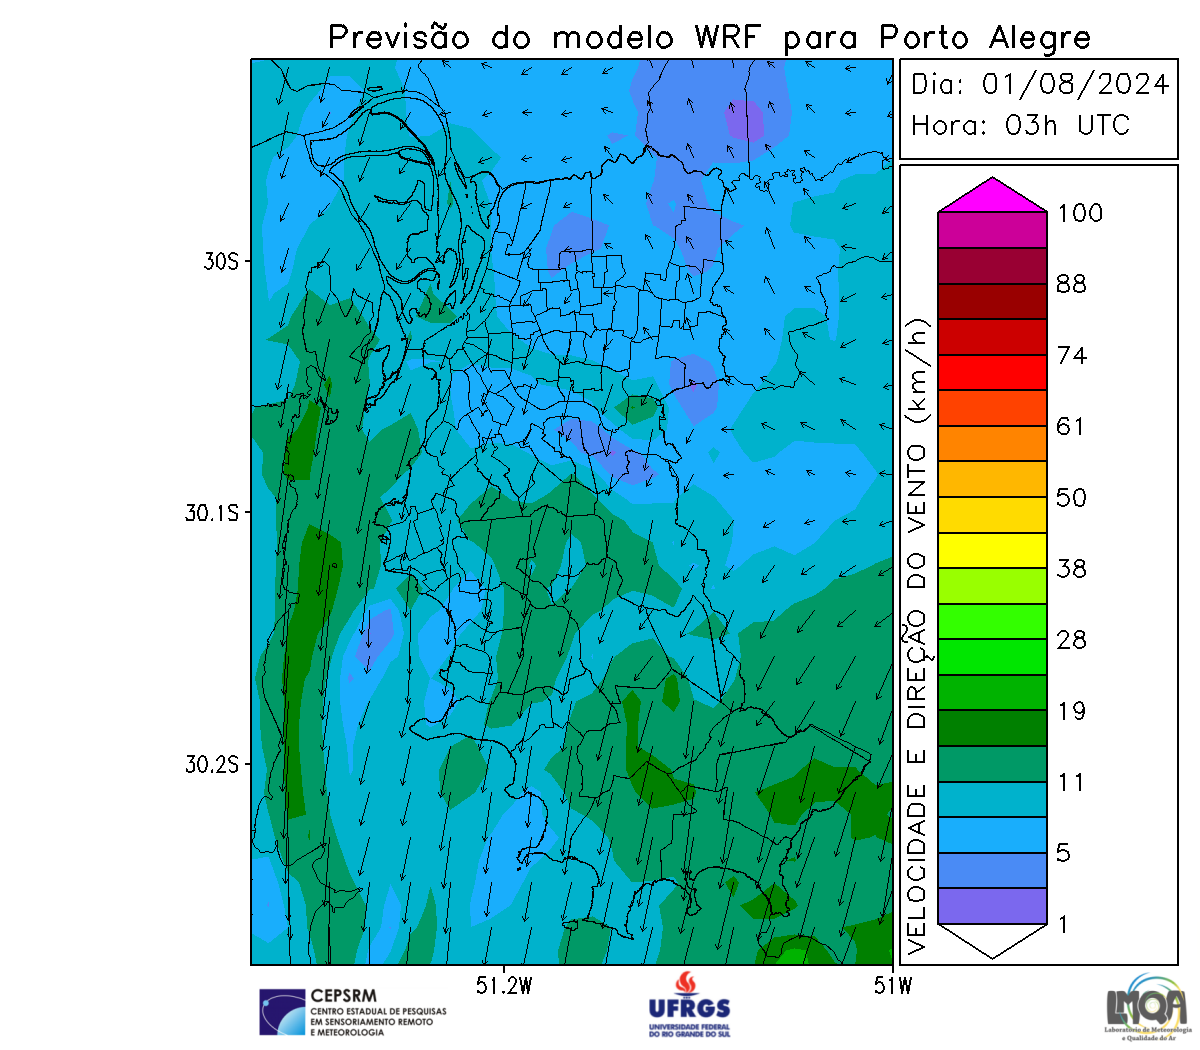 Previsão do modelo WRF para Porto Alegre
Dia: 01/08/2024
Hora: 03h UTC
30S
30.1S
30.2S
51.2W
51W
VELOCIDADE E DIREÇÃO DO VENTO (km/h)
100
88
74
61
50
38
28
19
11
5
1
CEPSRM
CENTRO ESTADUAL DE PESQUISAS
EM SENSORIAMENTO REMOTO
E METEOROLOGIA
UFRGS
UNIVERSIDADE FEDERAL
DO RIO GRANDE DO SUL
LMQA
Laboratório de Meteorologia
e Qualidade do Ar